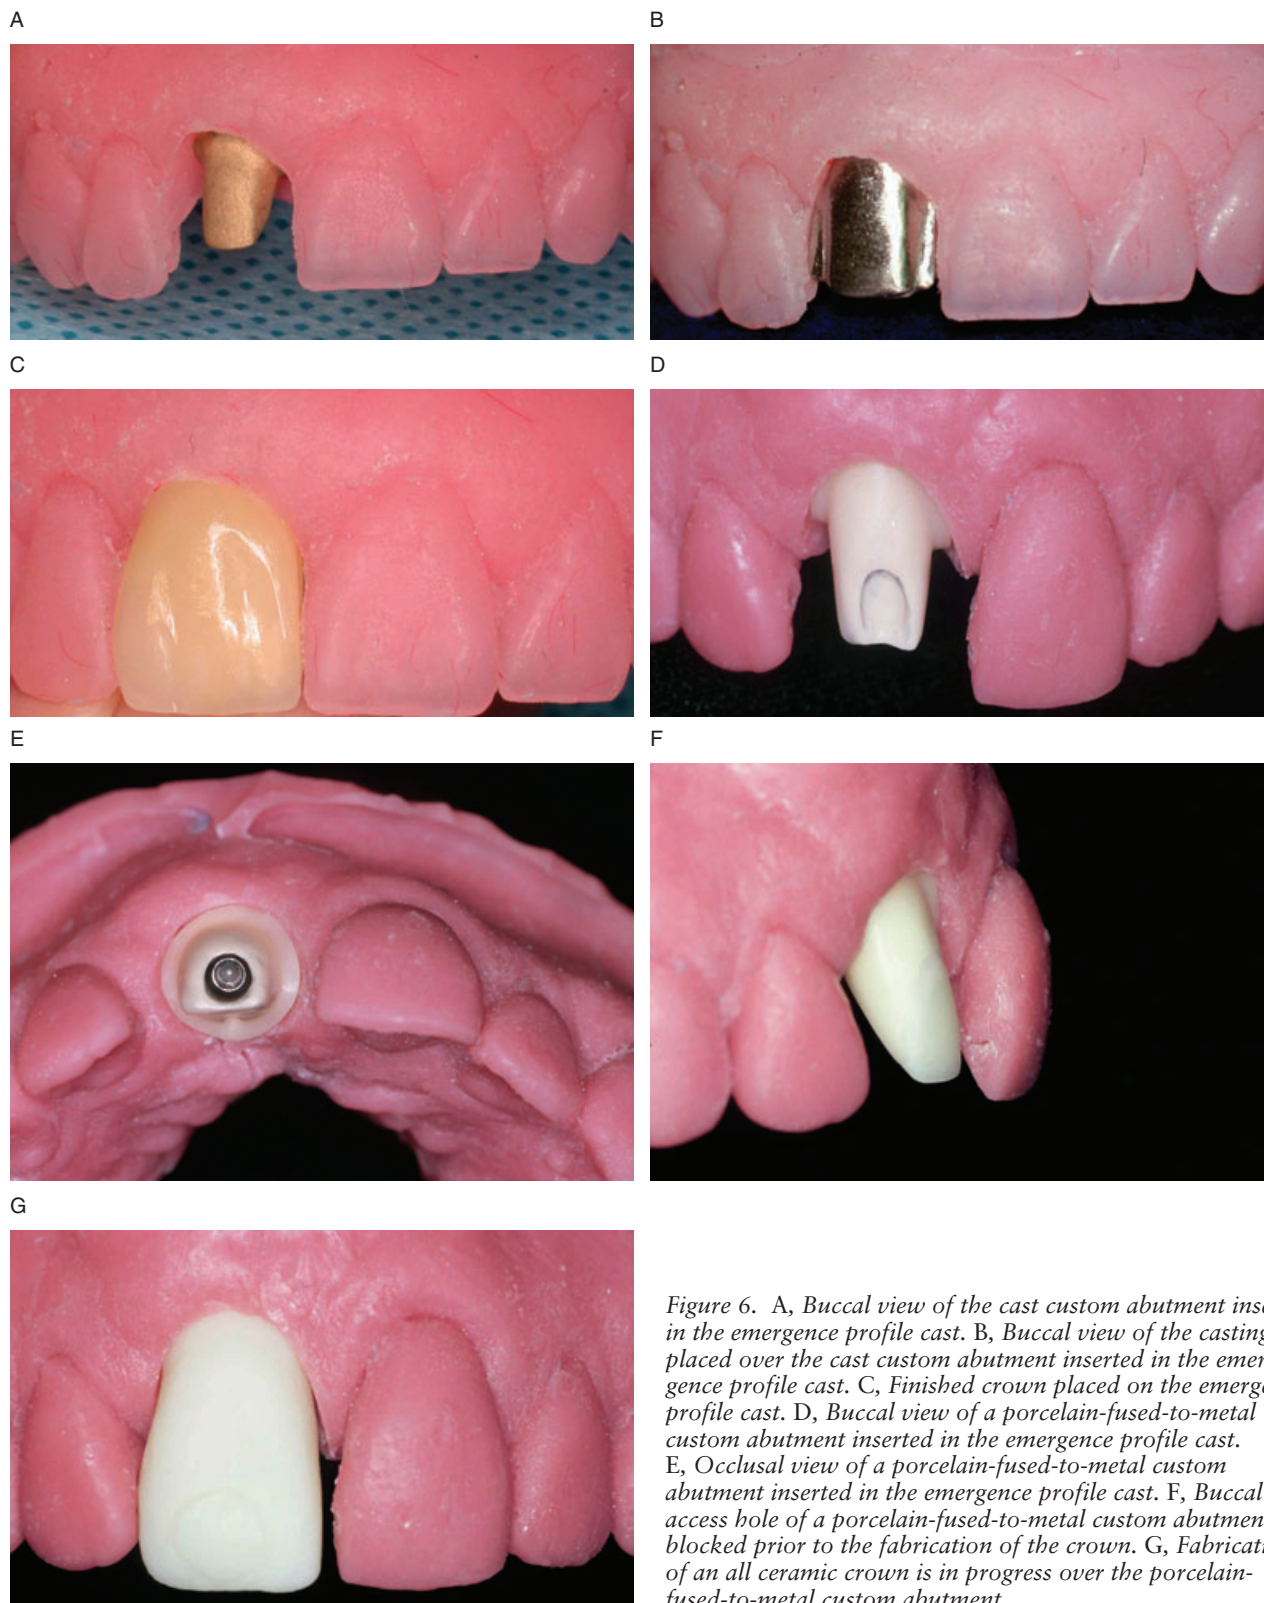 A
B
C
D
E
F
G
Figure 6. A, Buccal view of the cast custom abutment
in the emergence profile cast. B, Buccal view of the casting
placed over the cast custom abutment inserted in the emer
gence profile cast. C, Finished crown placed on the
profile cast. D, Buccal view of a porcelain-fused-to-metal
custom abutment inserted in the emergence profile cast.
E, Occlusal view of a porcelain-fused-to-metal custom
abutment inserted in the emergence profile cast. F, Buccal
access hole of a porcelain-fused-to-metal custom
blocked prior to the fabrication of the crown. G,
of an all ceramic crown is in progress over the porcelain-
fused-to-metal custom abutment